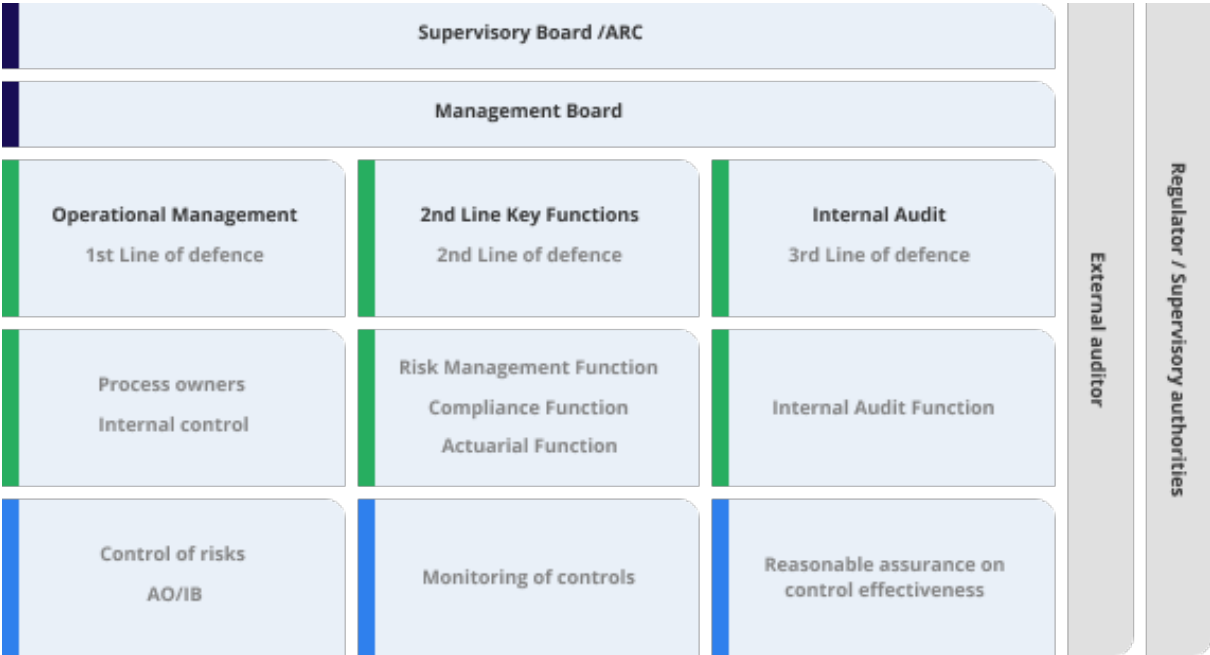 Supervisory Board /ARC
Management Board
Operational Management
1st Line of defence
2nd Line Key Functions
2nd Line of defence
Internal Audit
3rd Line of defence
Process owners
Internal control
Risk Management Function
Compliance Function
Actuarial Function
Internal Audit Function
Control of risks
AO/IB
Monitoring of controls
Reasonable assurance on
control effectiveness
External auditor
Regulator / Supervisory authorities